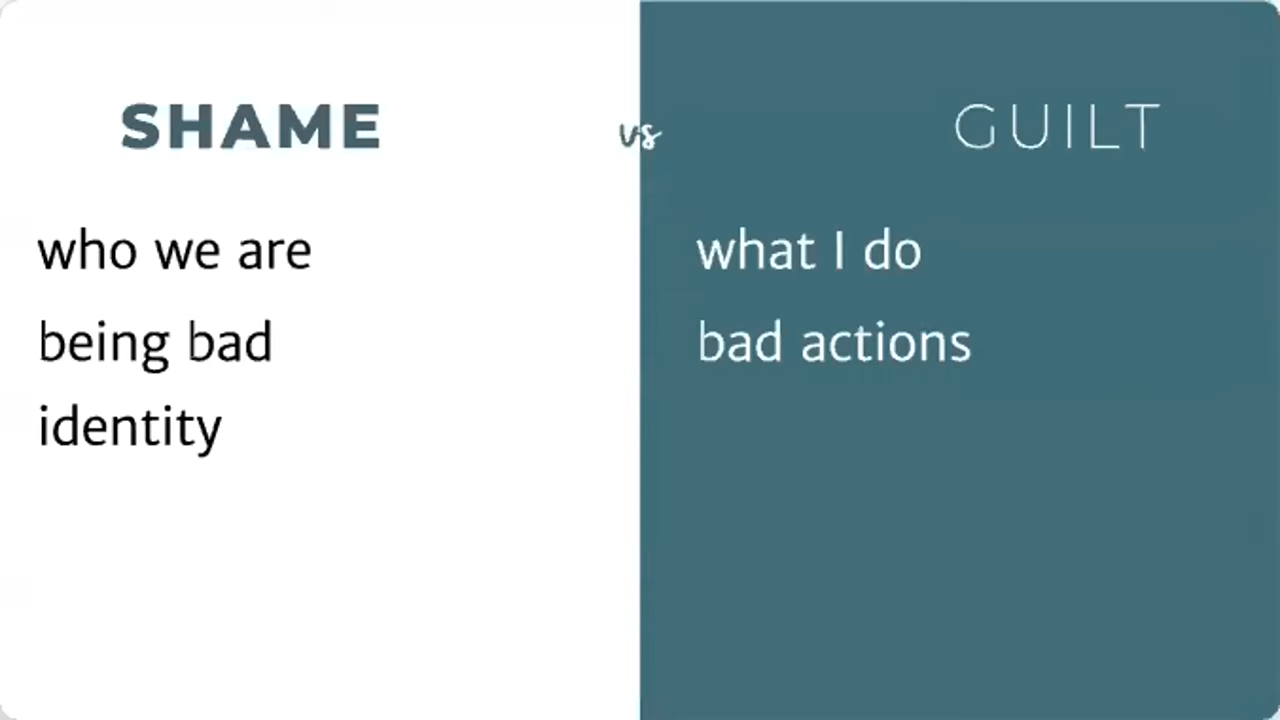 SHAME
vs
GUILT
who we are
being bad
identity
what I do
bad actions